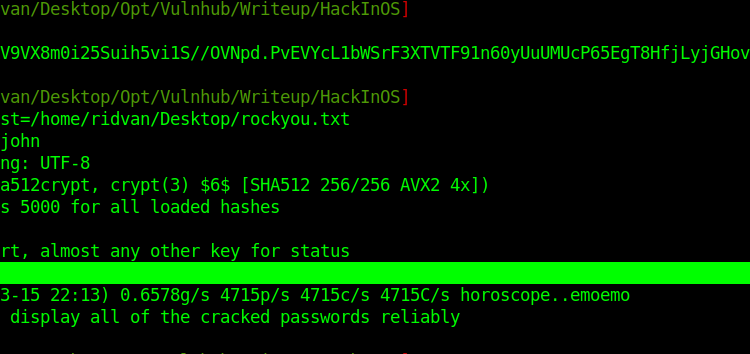 van/Desktop/Opt/Vulnhub/Writeup/HackInOS]
V9VX8m0i25Suih5vi1S//OVNpd.PvEVYcL1bWSrF3XTVTF91n60yUuUMUcP65EgT8HfjLyjGHov
van/Desktop/Opt/Vulnhub/Writeup/HackInOS]
st=/home/ridvan/Desktop/rockyou.txt
john
ng: UTF-8
a512crypt, crypt(3) $6$ [SHA512 256/256 AVX2 4x])
s 5000 for all loaded hashes
rt, almost any other key for status
3-15 22:13) 0.6578g/s 4715p/s 4715c/s 4715C/s horoscope..emoemo
display all of the cracked passwords reliably